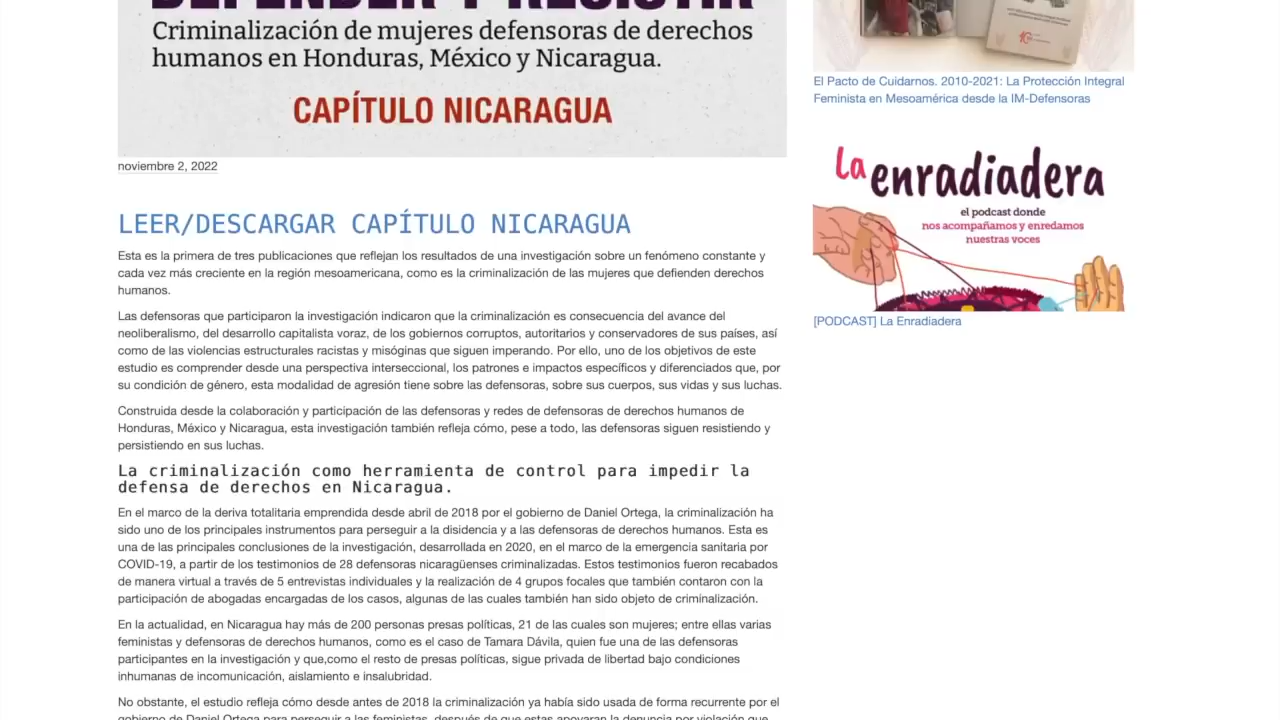 DEFENDER Y RESISTIR
Criminalización de mujeres defensoras de derechos
humanos en Honduras, México y Nicaragua.
CAPÍTULO NICARAGUA
noviembre 2, 2022
LEER/DESCARGAR CAPÍTULO NICARAGUA
Esta es la primera de tres publicaciones que reflejan los resultados de una investigación sobre un fenómeno constante y
cada vez más creciente en la región mesoamericana, como es la criminalización de las mujeres que defienden derechos
humanos.
Las defensoras que participaron la investigación indicaron que la criminalización es consecuencia del avance del
neoliberalismo, del desarrollo capitalista voraz, de los gobiernos corruptos, autoritarios y conservadores de sus países, así
como de las violencias estructurales racistas y misóginas que siguen imperando. Por ello, uno de los objetivos de este
estudio es comprender desde una perspectiva interseccional, los patrones e impactos específicos y diferenciados que, por
su condición de género, esta modalidad de agresión tiene sobre las defensoras, sobre sus cuerpos, sus vidas y sus luchas.
Construida desde la colaboración y participación de las defensoras y redes de defensoras de derechos humanos de
Honduras, México y Nicaragua, esta investigación también refleja cómo, pese a todo, las defensoras siguen resistiendo y
persistiendo en sus luchas.
La criminalización como herramienta de control para impedir la
defensa de derechos en Nicaragua.
En el marco de la deriva totalitaria emprendida desde abril de 2018 por el gobierno de Daniel Ortega, la criminalización ha
sido uno de los principales instrumentos para perseguir a la disidencia y a las defensoras de derechos humanos. Esta es
una de las principales conclusiones de la investigación, desarrollada en 2020, en el marco de la emergencia sanitaria por
COVID-19, a partir de los testimonios de 28 defensoras nicaragüenses criminalizadas. Estos testimonios fueron recabados
de manera virtual a través de 5 entrevistas individuales y la realización de 4 grupos focales que también contaron con la
participación de abogadas encargadas de los casos, algunas de las cuales también han sido objeto de criminalización.
En la actualidad, en Nicaragua hay más de 200 personas presas políticas, 21 de las cuales son mujeres; entre ellas varias
feministas y defensoras de derechos humanos, como es el caso de Tamara Dávila, quien fue una de las defensoras
participantes en la investigación y que,como el resto de presas políticas, sigue privada de libertad bajo condiciones
inhumanas de incomunicación, aislamiento e insalubridad.
No obstante, el estudio refleja cómo desde antes de 2018 la criminalización ya había sido usada de forma recurrente por el
gobierno de Daniel Ortega para perseguir a las feministas, después de que estas apoyaran la denuncia por violación que
El Pacto de Cuidarnos. 2010-2021: La Protección Integral
Feminista en Mesoamérica desde la IM-Defensoras
La enradiadera
el podcast donde
nos acompañamos y enredamos
nuestras voces
[PODCAST] La Enradiadera